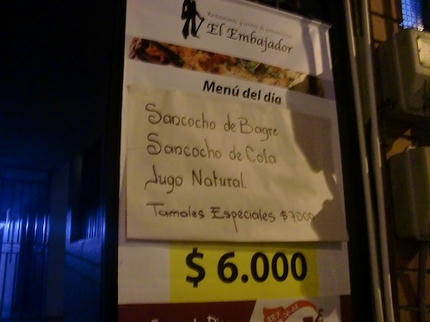 El Embajador
Menú del día
Sancocho de Bagre
Sancocho de Cola
Jugo Natural
Tamales Especiales $7000
$ 6.000